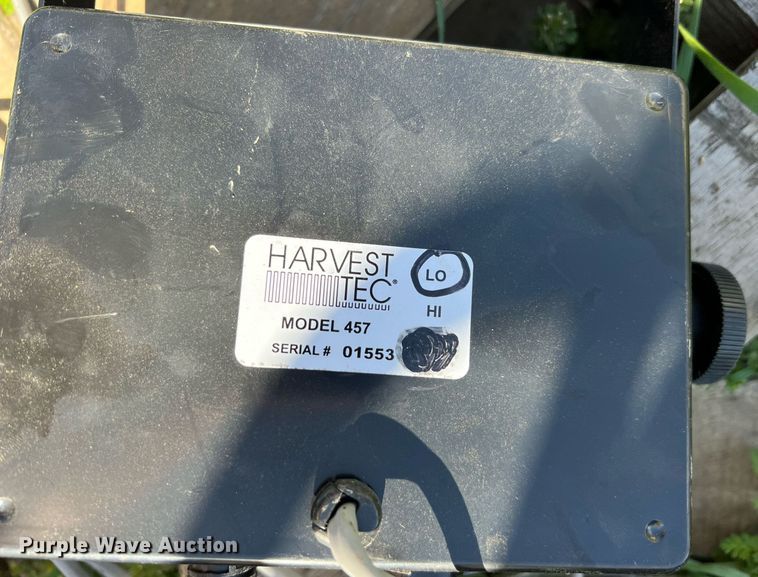 HARVEST
TEC®
LO
HI
MODEL 457
SERIAL # 01553
Purple Wave Auction